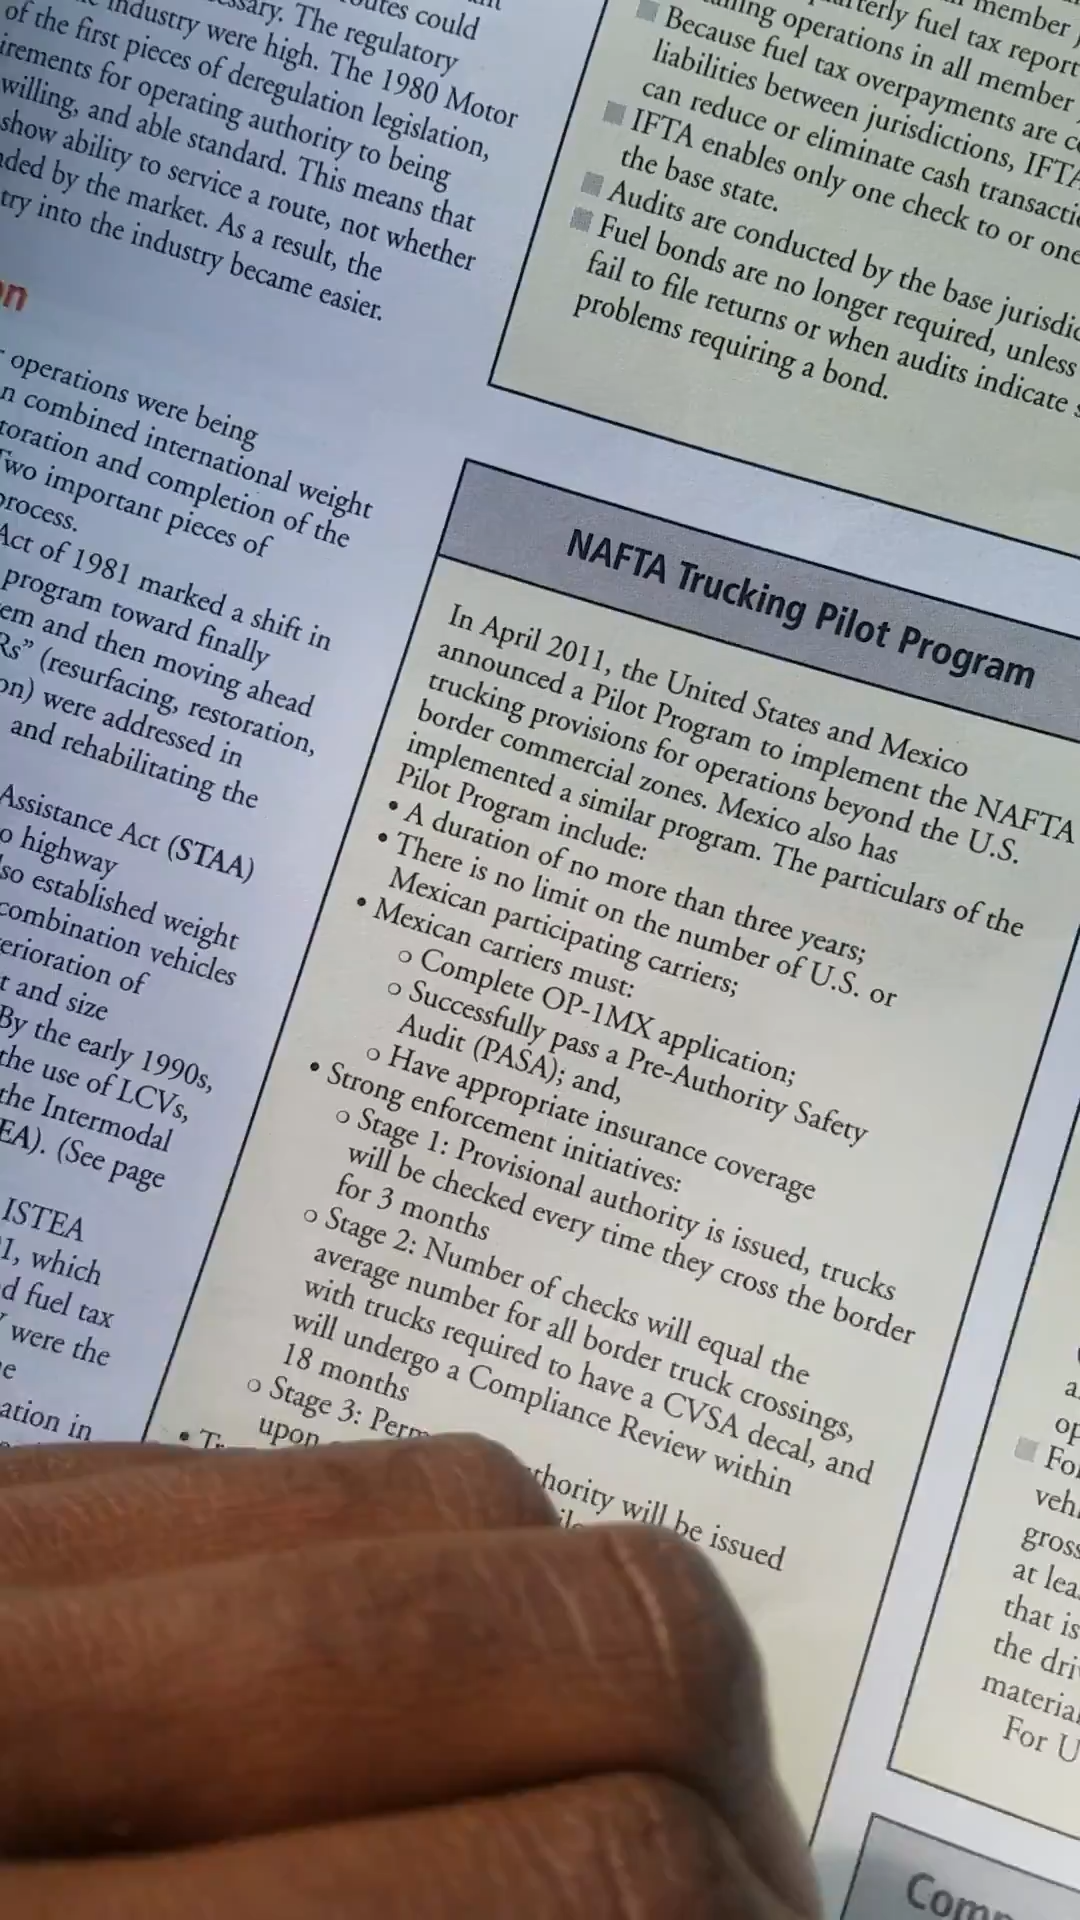 outes could
ssary. The regulatory
industry were high. The 1980 Motor
of the first pieces of deregulation legislation,
irements for operating authority to being
willing, and able standard. This means that
show ability to service a route, not whether
ded by the market. As a result, the
try into the industry became easier.
on
operations were being
n combined international weight
toration and completion of the
Two important pieces of
process.
Act of 1981 marked a shift in
program toward finally
em and then moving ahead
Rs” (resurfacing, restoration,
on) were addressed in
and rehabilitating the
Assistance Act (STAA)
o highway
lso established weight
combination vehicles
erioration of
t and size
By the early 1990s,
the use of LCVs,
the Intermodal
EA). (See page
ISTEA
1, which
d fuel tax
were the
ation in
member
rterly fuel tax report
operations in all member
Because fuel tax overpayments are
liabilities between jurisdictions, IFTA
can reduce or eliminate cash transacti
IFTA enables only one check to or one
the base state.
Audits are conducted by the base jurisdic
Fuel bonds are no longer required, unless
fail to file returns or when audits indicate
problems requiring a bond.
NAFTA Trucking Pilot Program
In April 2011, the United States and Mexico
announced a Pilot Program to implement the NAFTA
trucking provisions for operations beyond the U.S.
border commercial zones. Mexico also has
implemented a similar program. The particulars of the
Pilot Program include:
• A duration of no more than three years;
• There is no limit on the number of U.S. or
Mexican participating carriers;
• Mexican carriers must:
o Complete OP-1MX application;
o Successfully pass a Pre-Authority Safety
Audit (PASA); and,
o Have appropriate insurance coverage
• Strong enforcement initiatives:
o Stage 1: Provisional authority is issued, trucks
will be checked every time they cross the border
for 3 months
o Stage 2: Number of checks will equal the
average number for all border truck crossings,
with trucks required to have a CVSA decal, and
will undergo a Compliance Review within
18 months
o Stage 3: Perm thority will be issued
upon
• Tr
op
Fo
veh
gross
at lea
that is
the dri
material
For U
Com